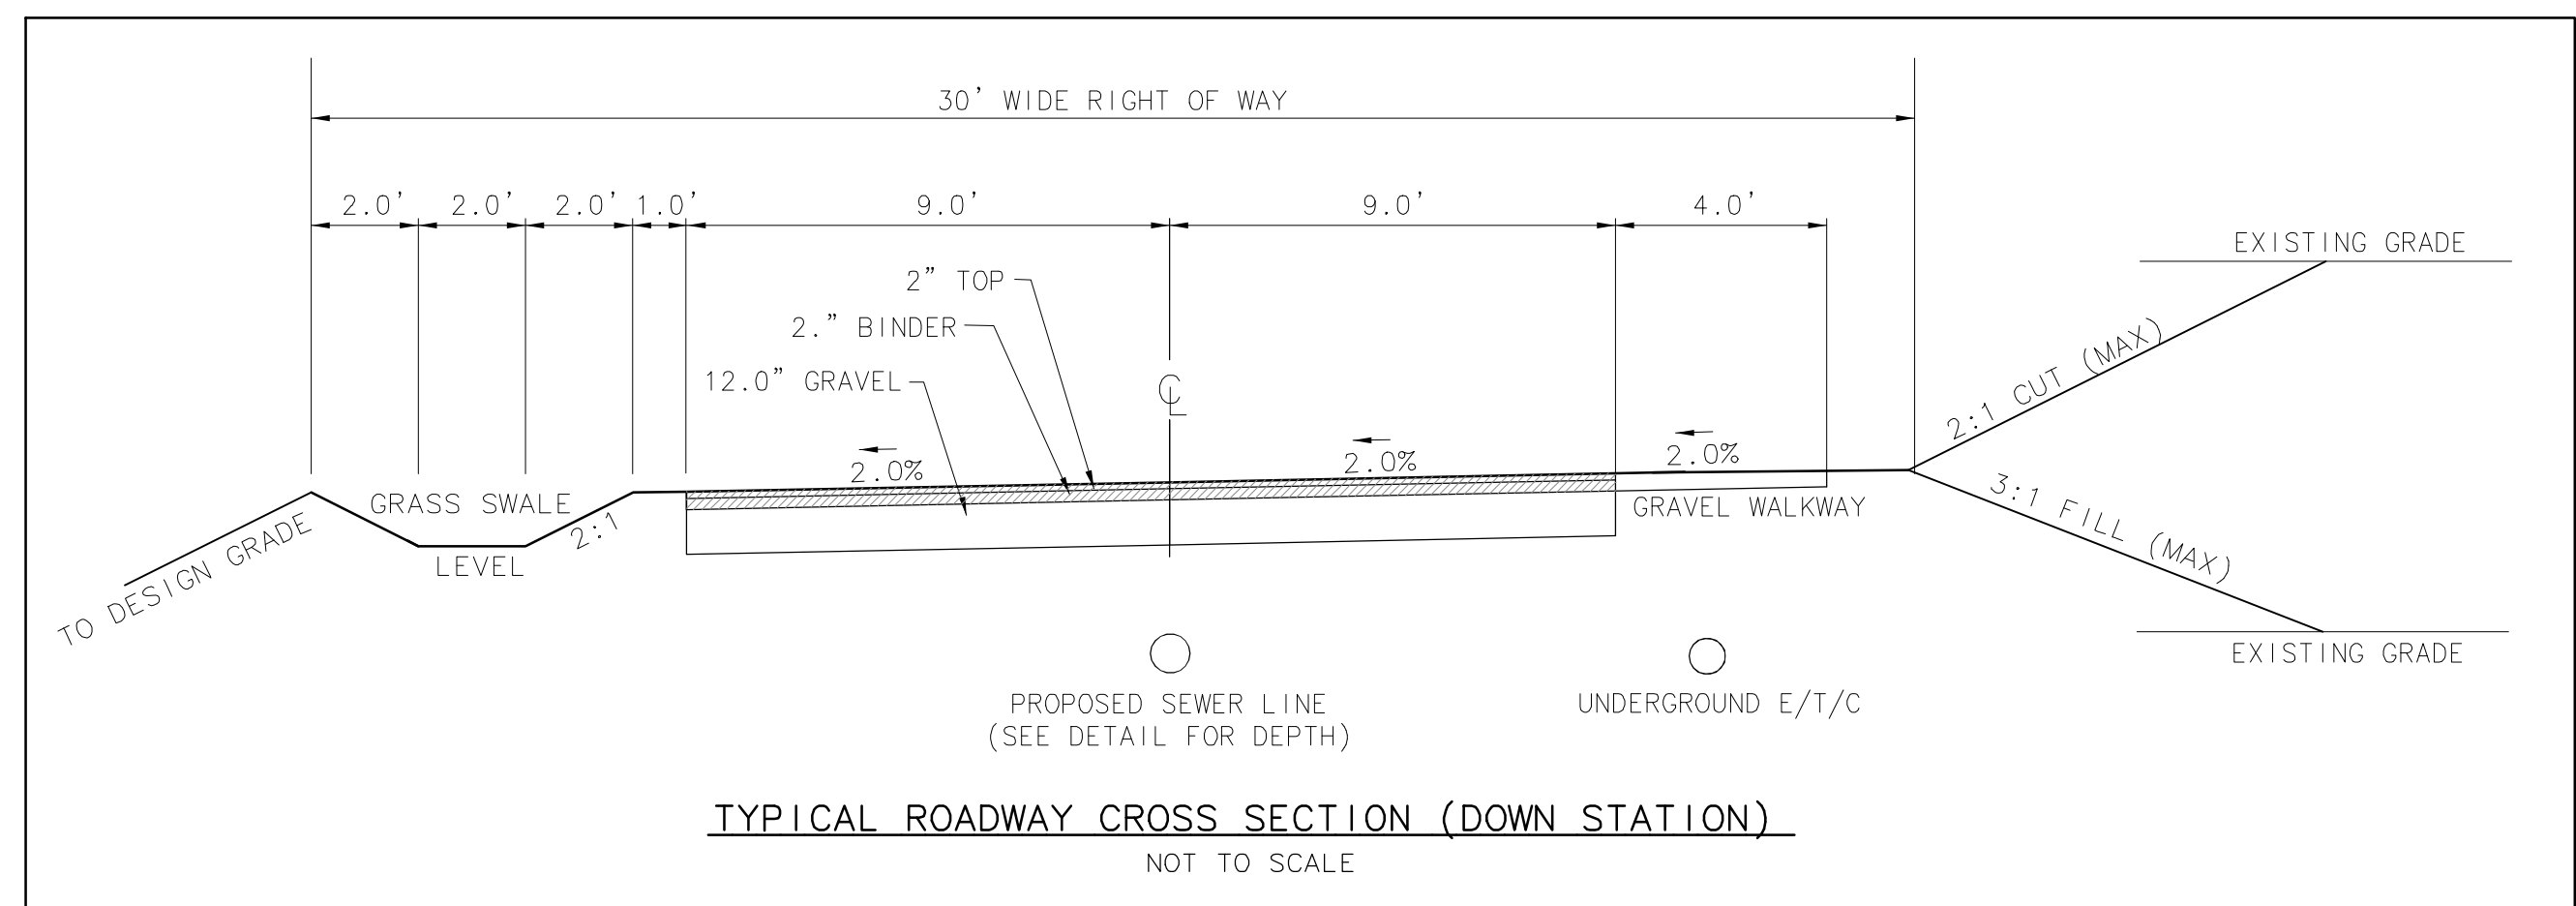 30' WIDE RIGHT OF WAY
2.0' 2.0' 2.0' 1.0' 9.0' 9.0' 4.0'
EXISTING GRADE
2" TOP
2." BINDER
12.0" GRAVEL
℄
2:1 CUT (MAX)
2.0% 2.0% 2.0%
GRASS SWALE
GRAVEL WALKWAY
3:1 FILL (MAX)
2:1
LEVEL
TO DESIGN GRADE
EXISTING GRADE
PROPOSED SEWER LINE
(SEE DETAIL FOR DEPTH)
UNDERGROUND E/T/C
TYPICAL ROADWAY CROSS SECTION (DOWN STATION)
NOT TO SCALE